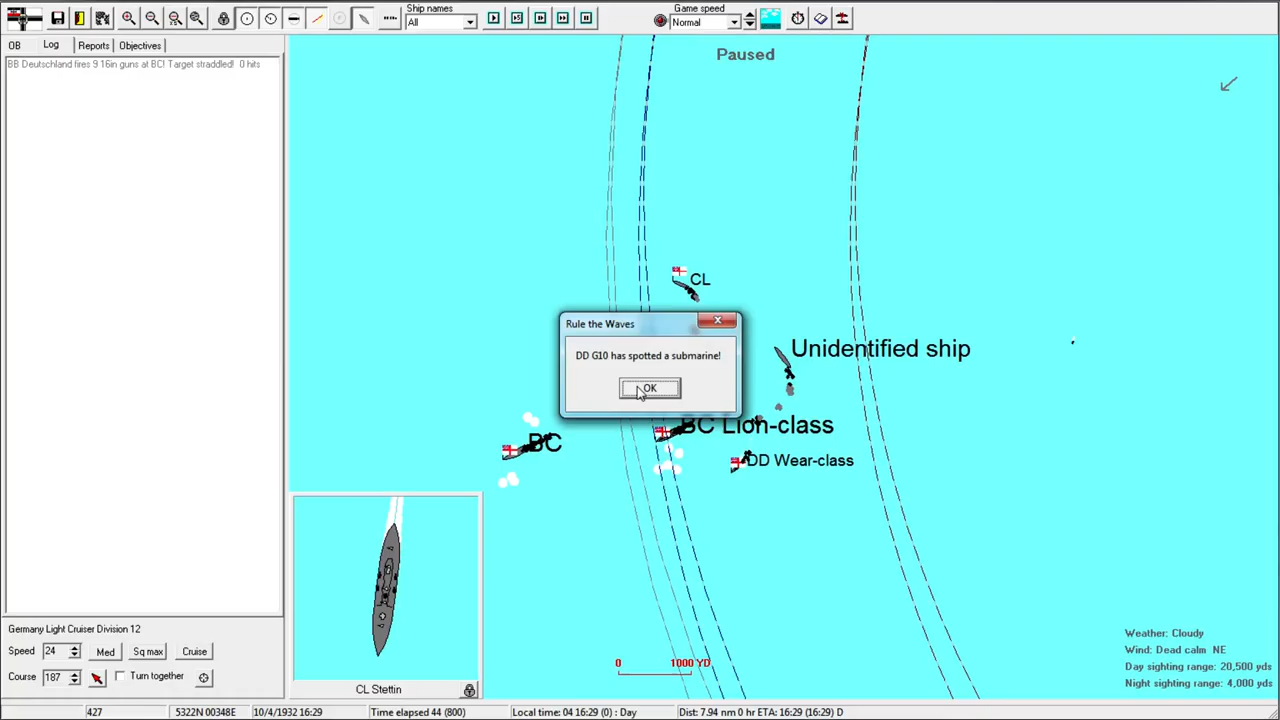 Ship names
All
Game speed
Normal
OB
Log
Reports
Objectives
BB Deutschland fires 9 16in guns at BC! Target straddled!  0 hits
Paused
CL
Unidentified ship
Rule the Waves
DD G10 has spotted a submarine!
OK
BC Lion-class
BC
DD Wear-class
Germany Light Cruiser Division 12
Speed
24
Med
Sq max
Cruise
Course
187
Turn together
CL Stettin
0
1000 YD
Weather: Cloudy
Wind: Dead calm  NE
Day sighting range: 20,500 yds
Night sighting range: 4,000 yds
427
5322N 00348E
10/4/1932 16:29
Time elapsed 44 (800)
Local time: 04 16:29 (0) : Day
Dist: 7.94 nm 0 hr ETA: 16:29 (16:29) D